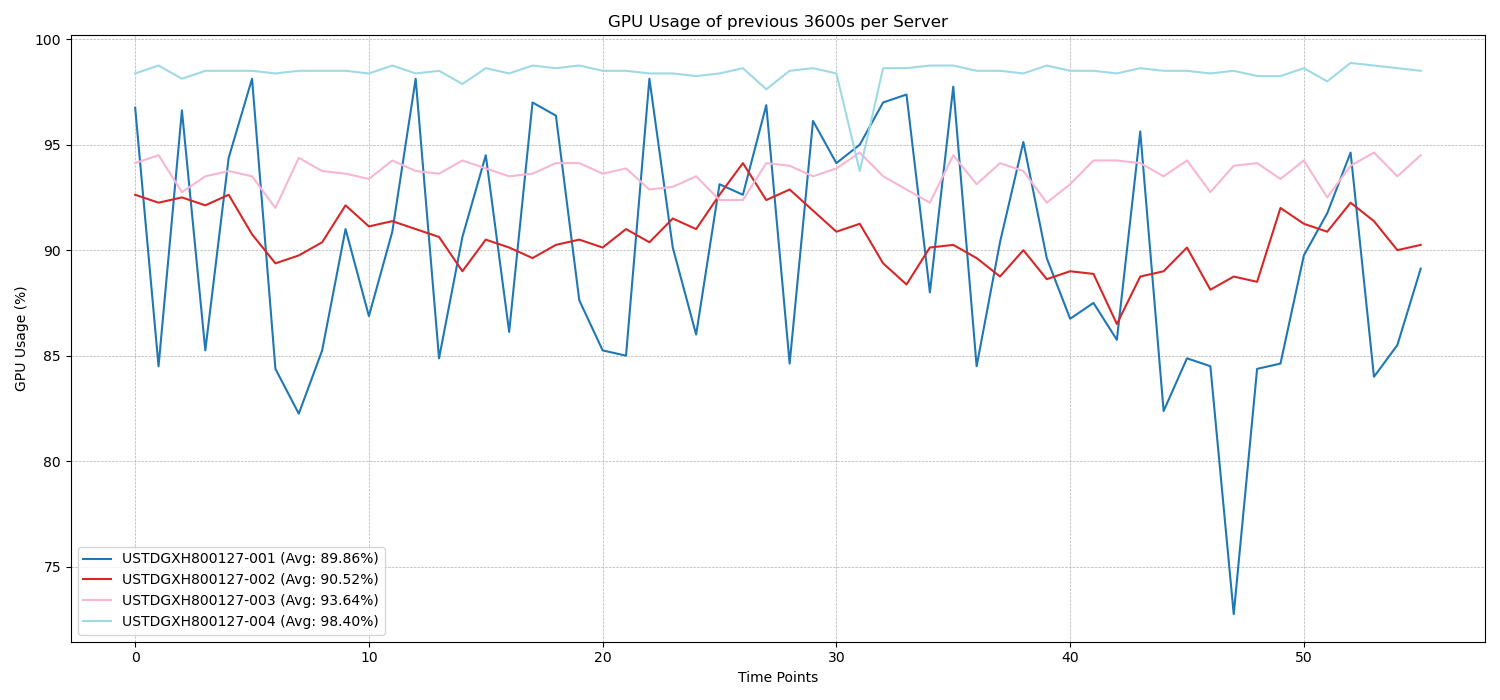 GPU Usage of previous 3600s per Server
100
95
90
85
80
75
GPU Usage (%)
USTDGXH800127-001 (Avg: 89.86%)
USTDGXH800127-002 (Avg: 90.52%)
USTDGXH800127-003 (Avg: 93.64%)
USTDGXH800127-004 (Avg: 98.40%)
0 10 20 30 40 50
Time Points